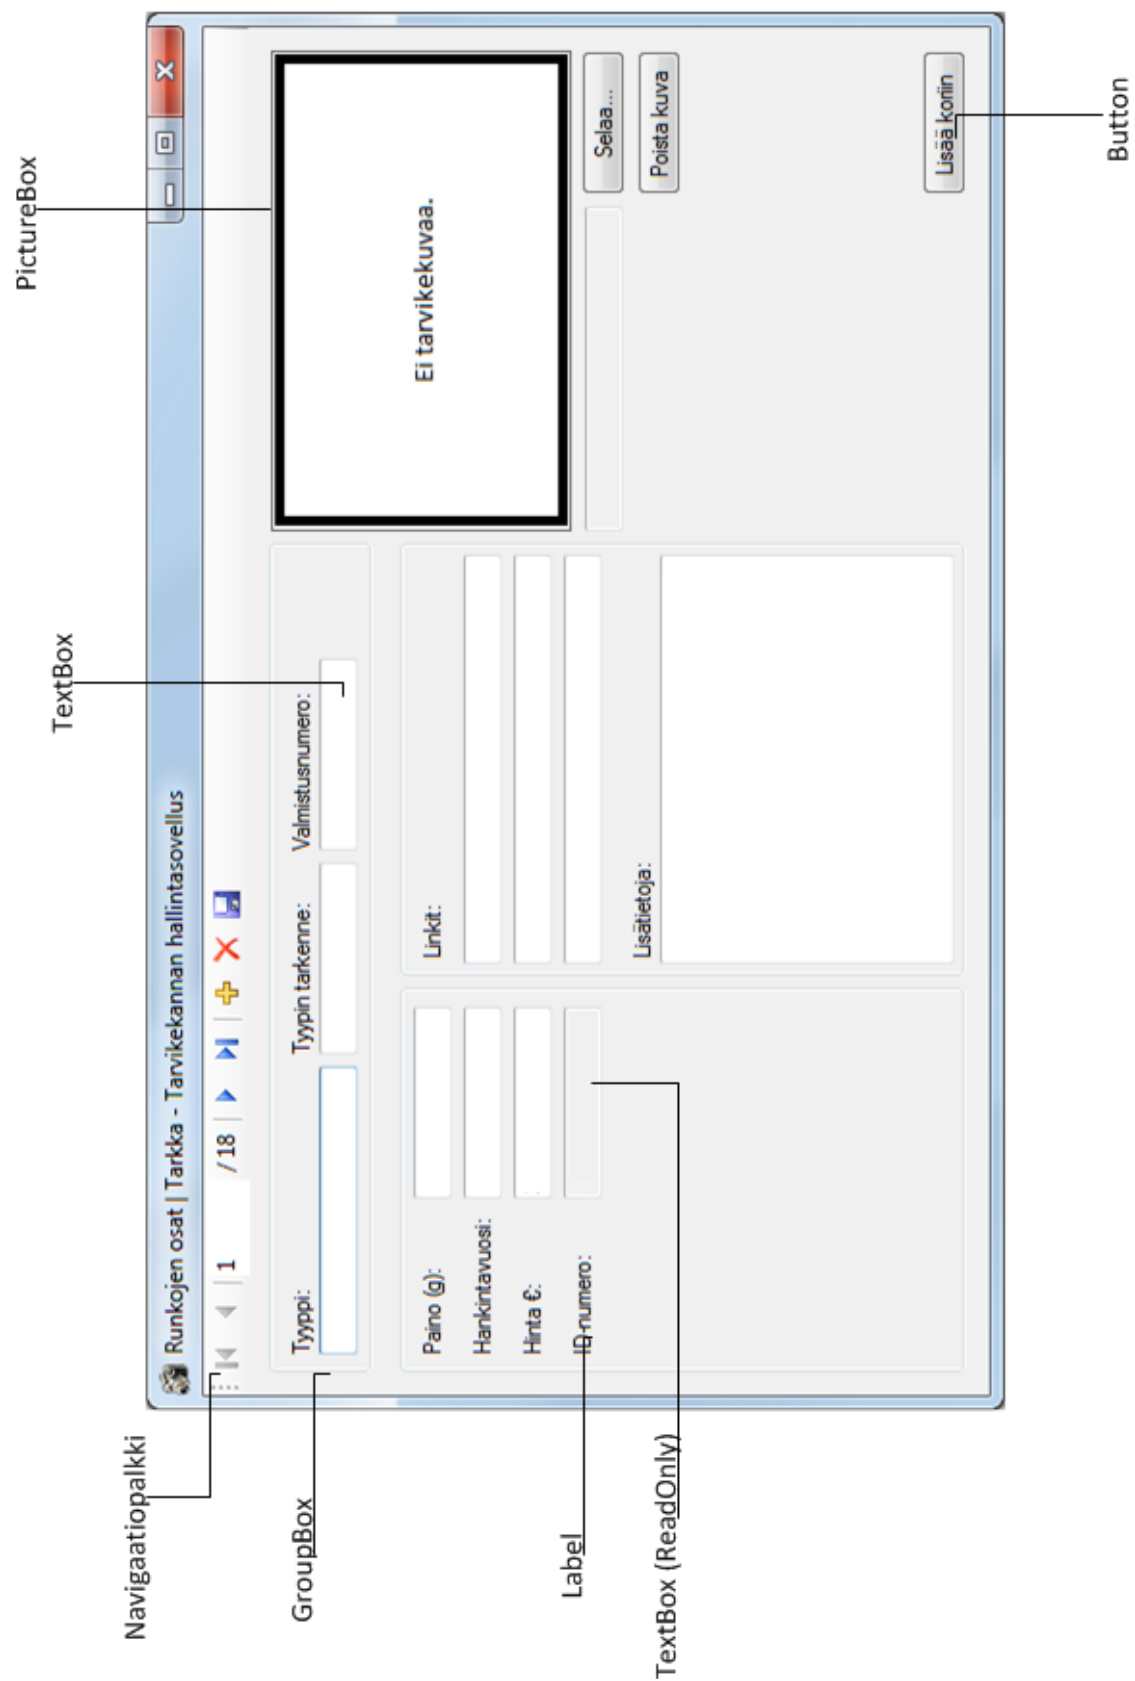 PictureBox
TextBox
Navigaatiopalkki
GroupBox
Label
TextBox (ReadOnly)
Button
Runkojen osat | Tarkka - Tarvikekannan hallintasovellus
1 / 18
Tyyppi:
Tyypin tarkenne:
Valmistusnumero:
Ei tarvikekuvaa.
Selaa...
Poista kuva
Paino (g):
Hankintavuosi:
Hinta €:
ID-numero:
Linkit:
Lisätietoja:
Lisää koriin